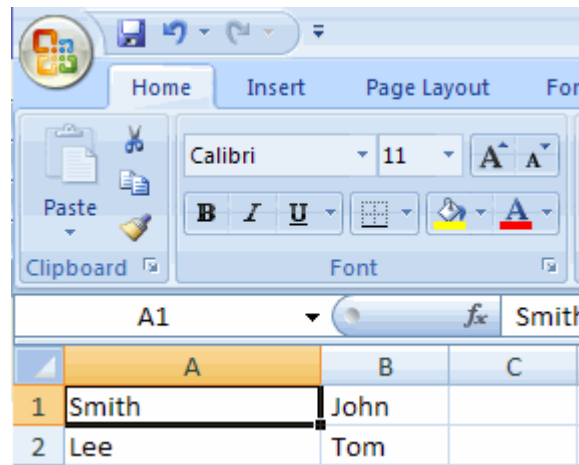 Home Insert Page Layout
Calibri 11 A A
Paste B I U A
Clipboard Font
A1 fx Smith
A B C
1 Smith John
2 Lee Tom